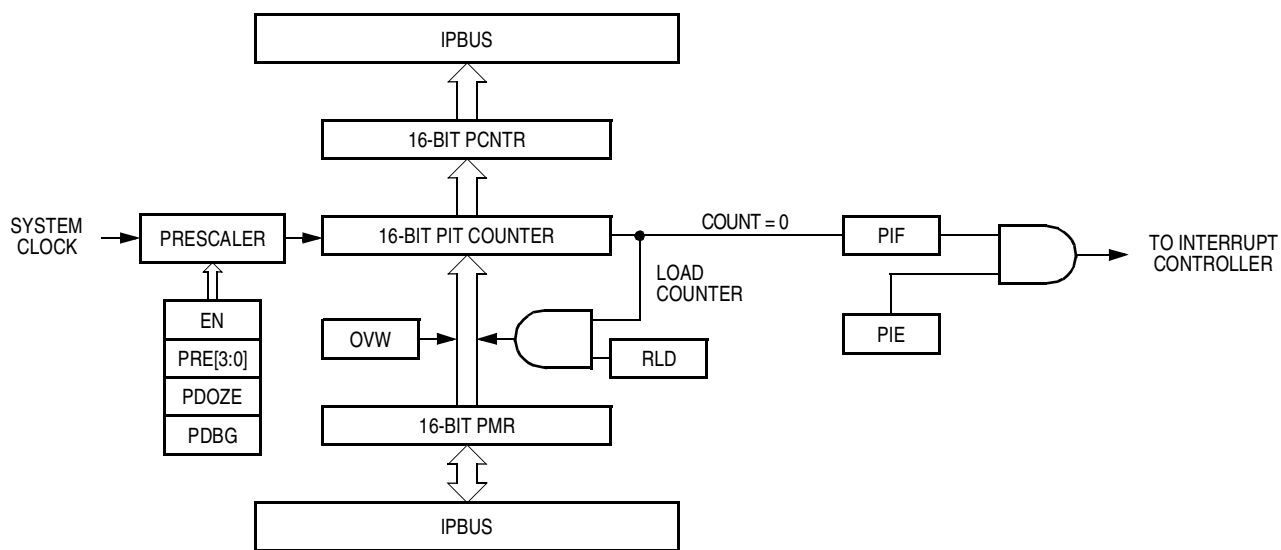 IPBUS
16-BIT PCNTR
SYSTEM
CLOCK
PRESCALER
16-BIT PIT COUNTER
COUNT = 0
PIF
TO INTERRUPT
CONTROLLER
LOAD
COUNTER
EN
PRE[3:0]
PDOZE
PDBG
OVW
RLD
PIE
16-BIT PMR
IPBUS